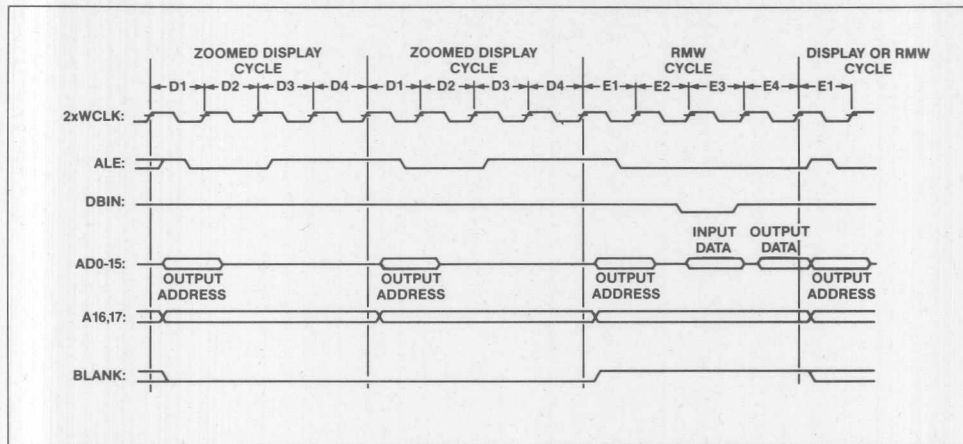 ZOOMED DISPLAY CYCLE
ZOOMED DISPLAY CYCLE
RMW CYCLE
DISPLAY OR RMW CYCLE
D1 D2 D3 D4 D1 D2 D3 D4 E1 E2 E3 E4 E1
2xWCLK:
ALE:
DBIN:
INPUT DATA
OUTPUT DATA
AD0-15:
OUTPUT ADDRESS
OUTPUT ADDRESS
OUTPUT ADDRESS
OUTPUT ADDRESS
A16,17:
BLANK: